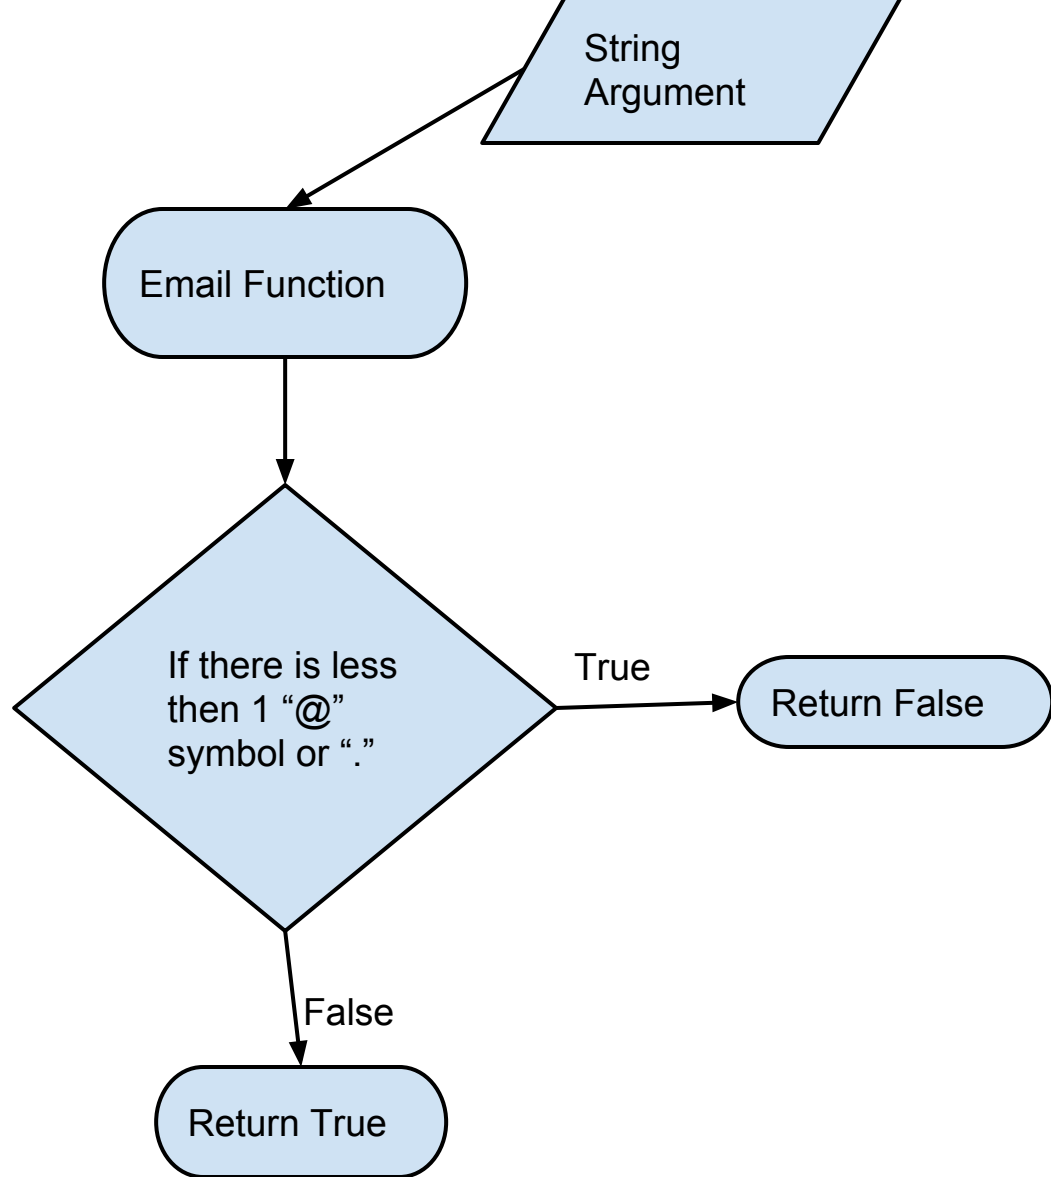 String
Argument
Email Function
If there is less
then 1 “@”
symbol or “.”
True
Return False
False
Return True